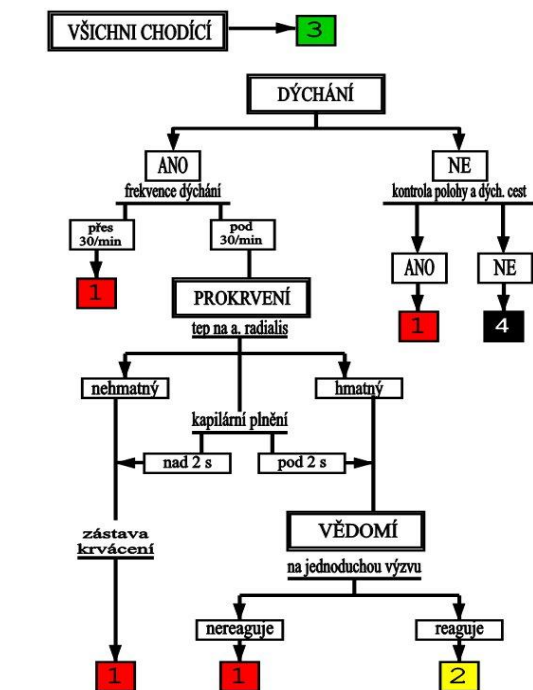 VŠICHNI CHODÍCÍ
3
DÝCHÁNÍ
ANO
NE
frekvence dýchání
kontrola polohy a dých. cest
přes
30/min
pod
30/min
ANO
NE
1
PROKRVENÍ
1
4
tep na a. radialis
nehmatný
hmatný
kapilární plnění
nad 2 s
pod 2 s
VĚDOMÍ
zástava
krvácení
na jednoduchou výzvu
nereaguje
reaguje
1
1
2